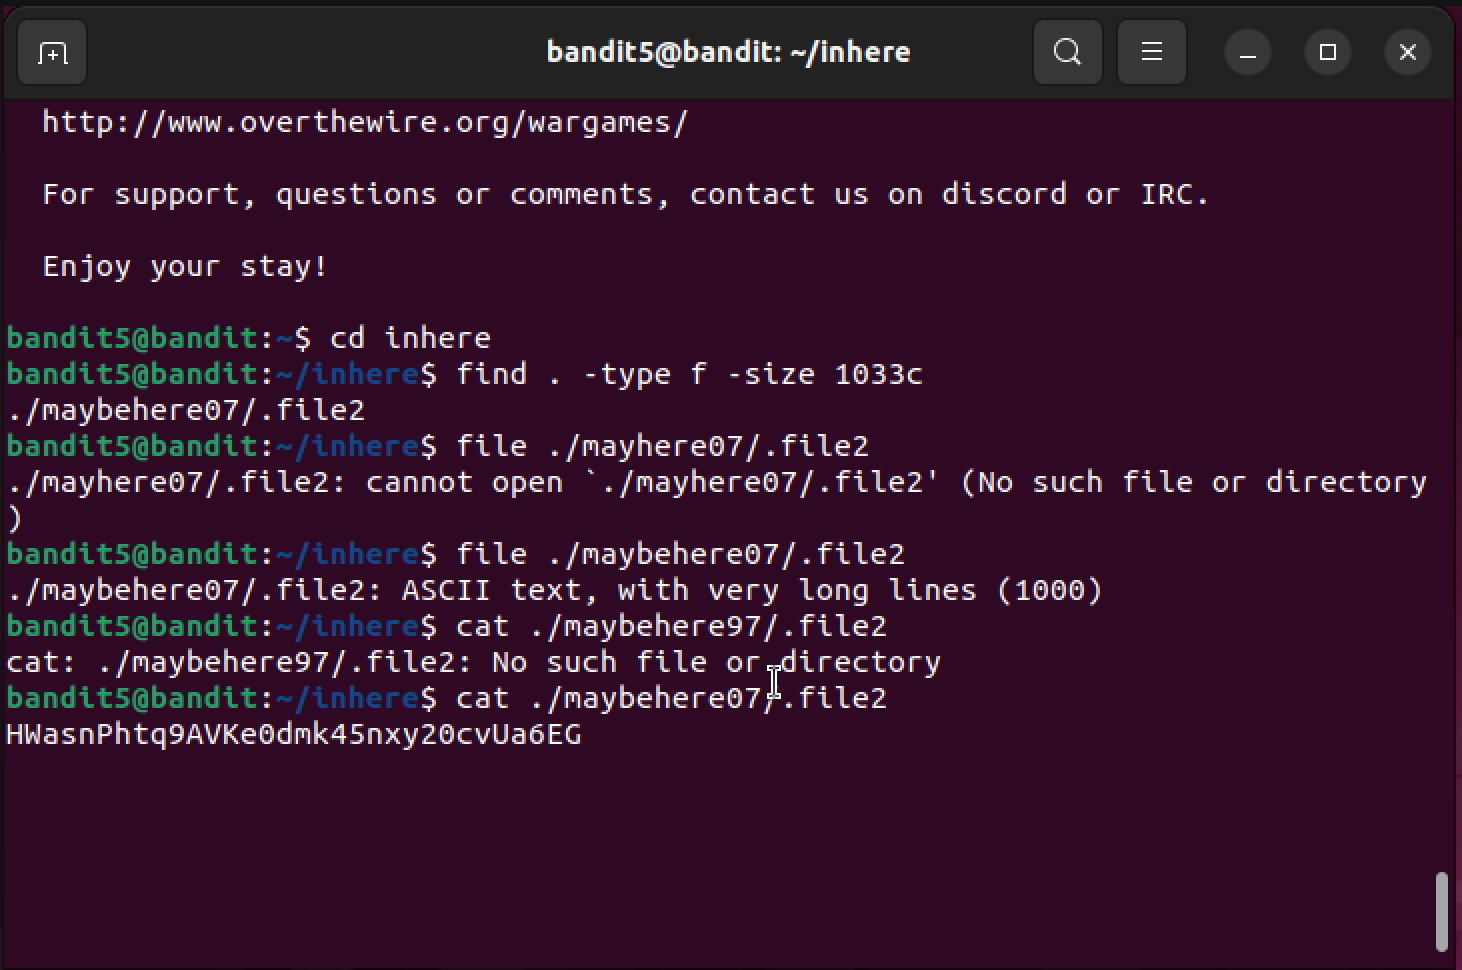 bandit5@bandit: ~/inhere
http://www.overthewire.org/wargames/
For support, questions or comments, contact us on discord or IRC.
Enjoy your stay!
bandit5@bandit:~$ cd inhere
bandit5@bandit:~/inhere$ find . -type f -size 1033c
./maybehere07/.file2
bandit5@bandit:~/inhere$ file ./mayhere07/.file2
./mayhere07/.file2: cannot open `./mayhere07/.file2' (No such file or directory
)
bandit5@bandit:~/inhere$ file ./maybehere07/.file2
./maybehere07/.file2: ASCII text, with very long lines (1000)
bandit5@bandit:~/inhere$ cat ./maybehere97/.file2
cat: ./maybehere97/.file2: No such file or directory
bandit5@bandit:~/inhere$ cat ./maybehere07/.file2
HWasnPhtq9AVKe0dmk45nxy20cvUa6EG